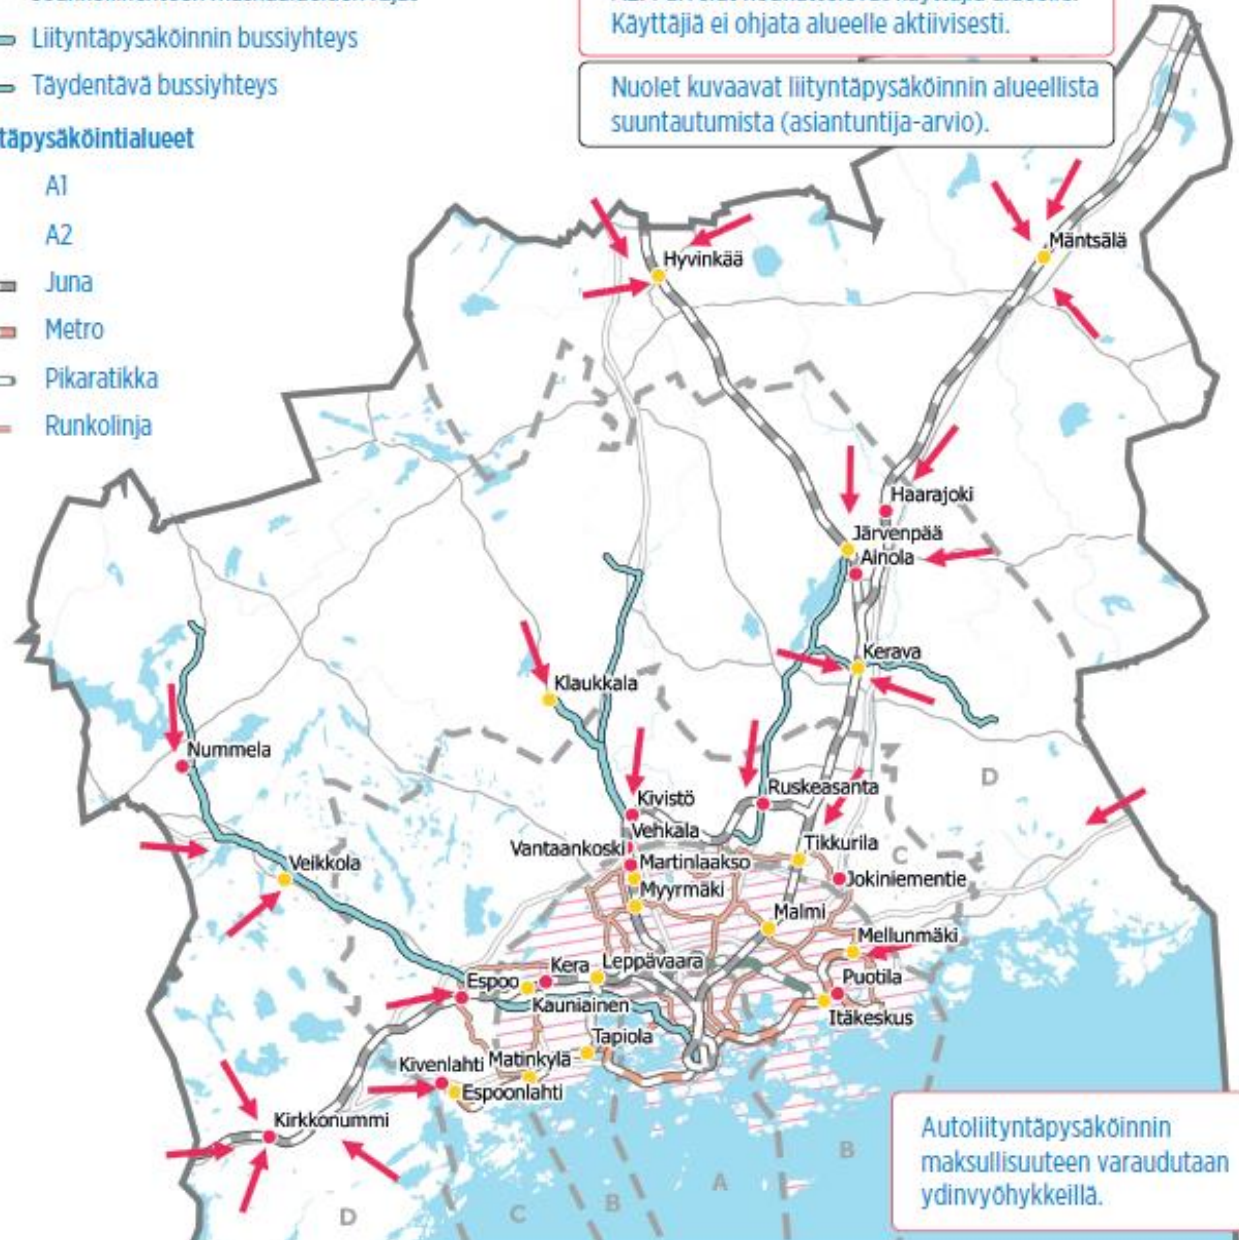 Liityntäpysäköinnin bussiyhteys
Täydentävä bussiyhteys
täpysäköintialueet
A1
A2
Juna
Metro
Pikaratikka
Runkolinja
Käyttäjiä ei ohjata alueelle aktiivisesti.
Nuolet kuvaavat liityntäpysäköinnin alueellista
suuntautumista (asiantuntija-arvio).
Mäntsälä
Hyvinkää
Haarajoki
Järvenpää
Ainola
Kerava
Klaukkala
Nummela
D
Kivistö
Ruskeasanta
Vehkala
Vantaankoski
Martinlaakso
Tikkurila
C
Veikkola
Myyrmäki
Jokiniementie
Malmi
Mellunmäki
Espoo
Kera
Leppävaara
Puotila
Kauniainen
Itäkeskus
Tapiola
Kivenlahti
Matinkylä
Espoonlahti
Kirkkonummi
B
A
B
C
D
Autoliityntäpysäköinnin
maksullisuuteen varaudutaan
ydinvyöhykkeillä.